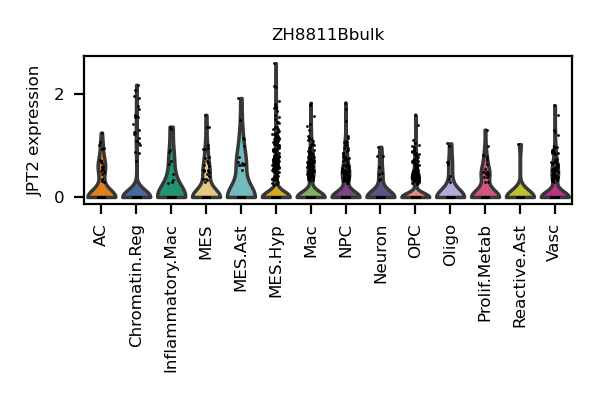 ZH8811Bbulk
JPT2 expression
2
0
AC
Chromatin.Reg
Inflammatory.Mac
MES
MES.Ast
MES.Hyp
Mac
NPC
Neuron
OPC
Oligo
Prolif.Metab
Reactive.Ast
Vasc